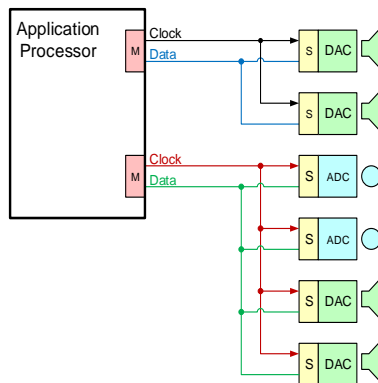 Application
Processor
M
Clock
Data
S DAC
S DAC
M
Clock
Data
S ADC
S ADC
S DAC
S DAC